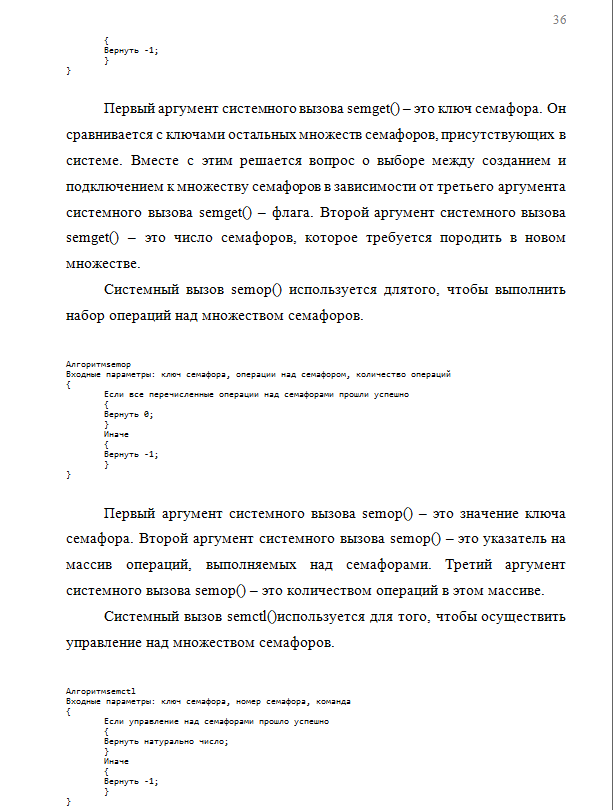 36
{
Вернуть -1;
}
}
Первый аргумент системного вызова semget() – это ключ семафора. Он
сравнивается с ключами остальных множеств семафоров, присутствующих в
системе. Вместе с этим решается вопрос о выборе между созданием и
подключением к множеству семафоров в зависимости от третьего аргумента
системного вызова semget() – флага. Второй аргумент системного вызова
semget() – это число семафоров, которое требуется породить в новом
множестве.
Системный вызов semop() используется длятого, чтобы выполнить
набор операций над множеством семафоров.
Алгоритмsemop
Входные параметры: ключ семафора, операции над семафором, количество операций
{
Если все перечисленные операции над семафорами прошли успешно
{
Вернуть 0;
}
Иначе
{
Вернуть -1;
}
}
Первый аргумент системного вызова semop() – это значение ключа
семафора. Второй аргумент системного вызова semop() – это указатель на
массив операций, выполняемых над семафорами. Третий аргумент
системного вызова semop() – это количеством операций в этом массиве.
Системный вызов semctl()используется для того, чтобы осуществить
управление над множеством семафоров.
Алгоритмsemctl
Входные параметры: ключ семафора, номер семафора, команда
{
Если управление над семафорами прошло успешно
{
Вернуть натурально число;
}
Иначе
{
Вернуть -1;
}
}